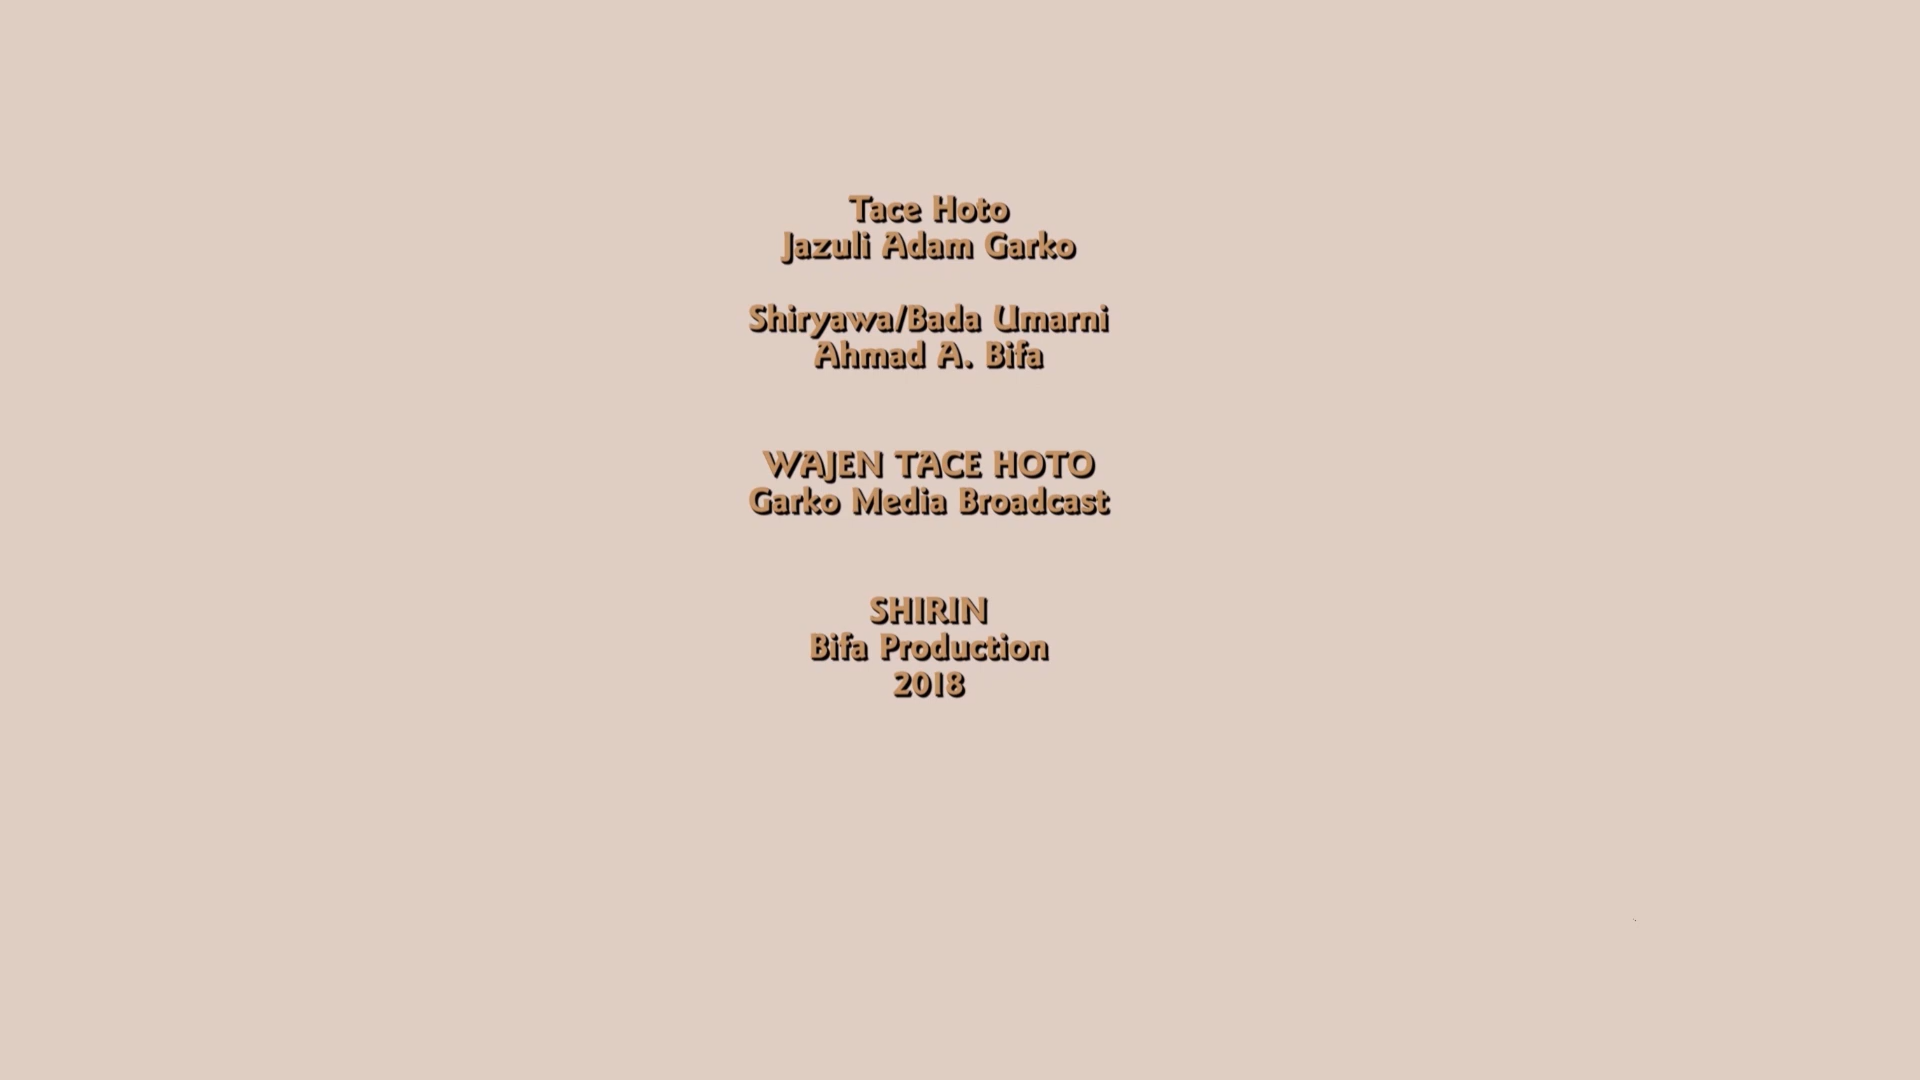 Tace Hoto
Jazuli Adam Garko
Shiryawa/Bada Umarni
Ahmad A. Bifa
WAJEN TACE HOTO
Garko Media Broadcast
SHIRIN
Bifa Production
2018